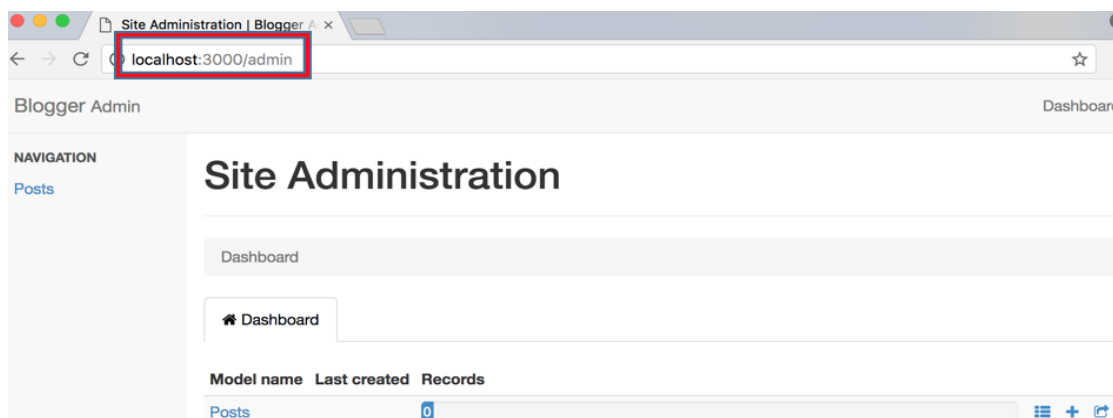 Site Administration | Blogger A
localhost:3000/admin
Blogger Admin
Dashboar
NAVIGATION
Posts
Site Administration
Dashboard
Dashboard
Model name Last created Records
Posts 0